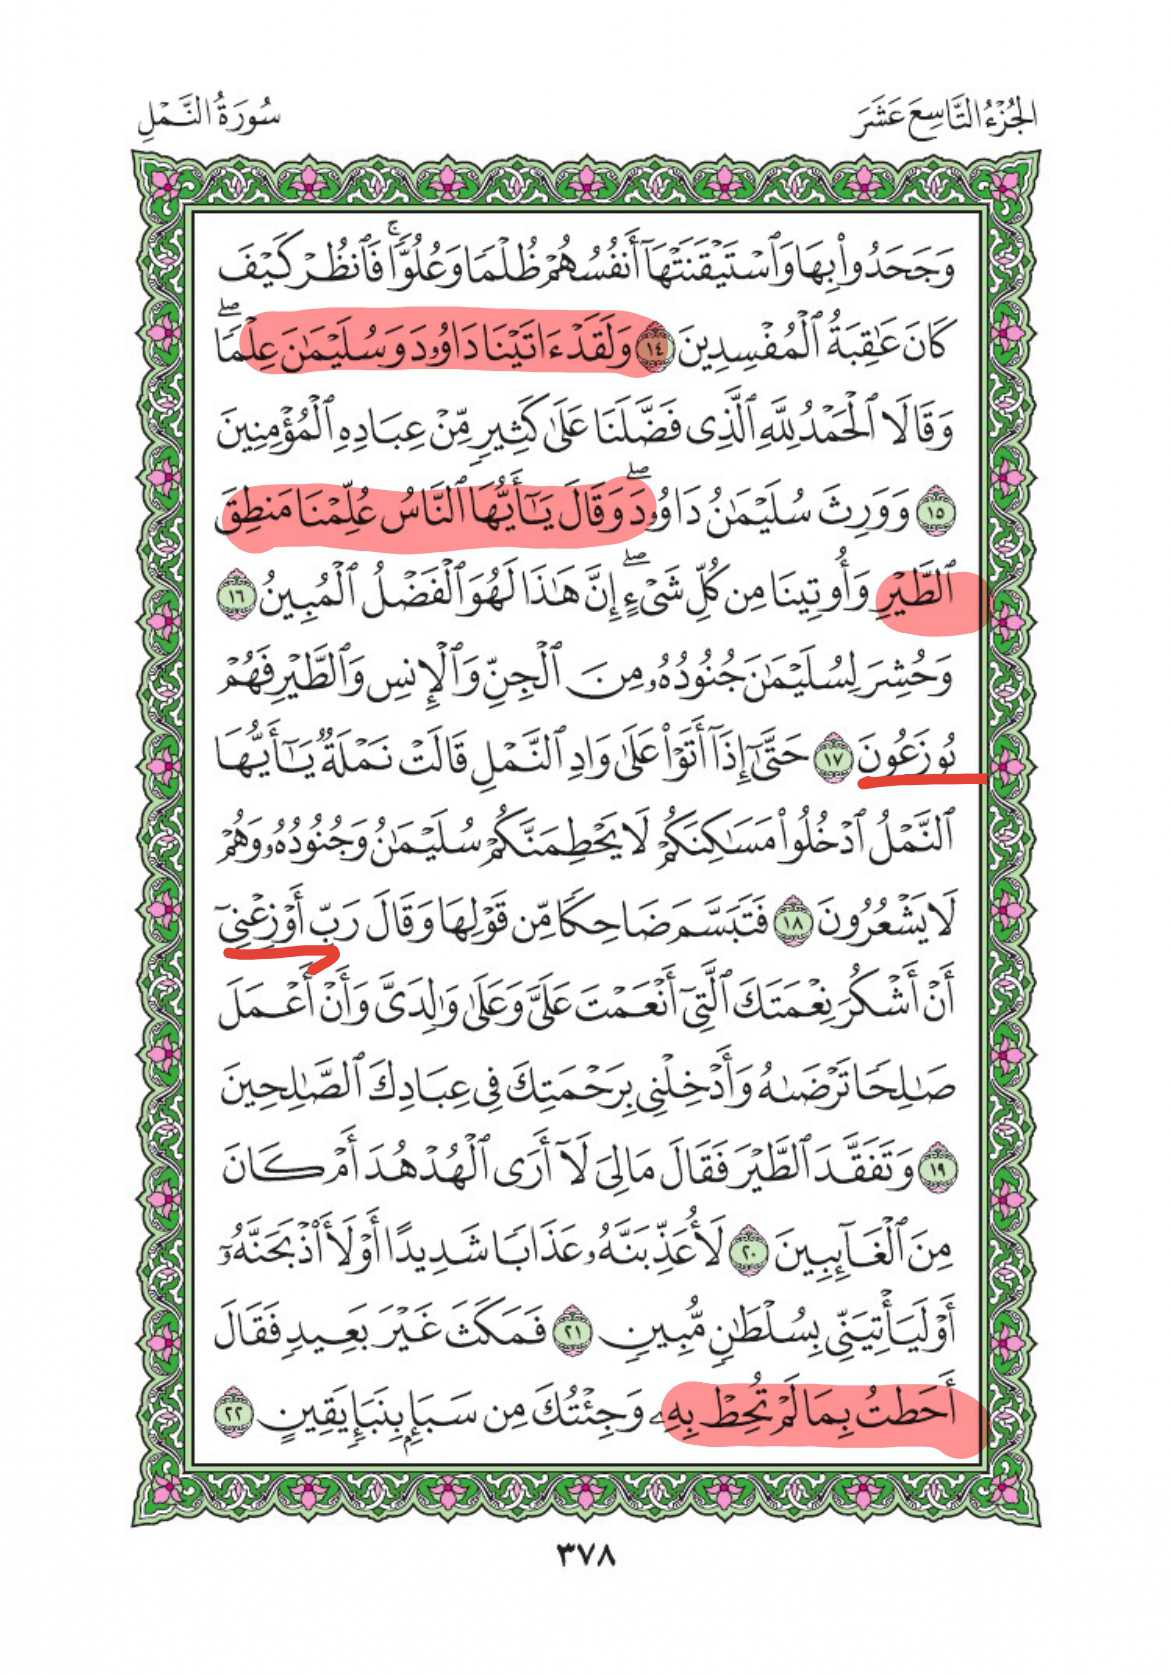 الجُزْءُ التَّاسِعَ عَشَرَ
سُورَةُ النَّمْلِ
وَجَحَدُوا۟ بِهَا وَٱسْتَيْقَنَتْهَآ أَنفُسُهُمْ ظُلْمًا وَعُلُوًّا ۚ فَٱنظُرْ كَيْفَ
كَانَ عَٰقِبَةُ ٱلْمُفْسِدِينَ ١٤ وَلَقَدْ ءَاتَيْنَا دَاوُۥدَ وَسُلَيْمَٰنَ عِلْمًا ۖ
وَقَالَا ٱلْحَمْدُ لِلَّهِ ٱلَّذِى فَضَّلَنَا عَلَىٰ كَثِيرٍ مِّنْ عِبَادِهِ ٱلْمُؤْمِنِينَ
١٥ وَوَرِثَ سُلَيْمَٰنُ دَاوُۥدَ ۖ وَقَالَ يَٰٓأَيُّهَا ٱلنَّاسُ عُلِّمْنَا مَنطِقَ
ٱلطَّيْرِ وَأُوتِينَا مِن كُلِّ شَىْءٍ ۖ إِنَّ هَٰذَا لَهُوَ ٱلْفَضْلُ ٱلْمُبِينُ ١٦
وَحُشِرَ لِسُلَيْمَٰنَ جُنُودُهُۥ مِنَ ٱلْجِنِّ وَٱلْإِنسِ وَٱلطَّيْرِ فَهُمْ
يُوزَعُونَ ١٧ حَتَّىٰٓ إِذَآ أَتَوْا۟ عَلَىٰ وَادِ ٱلنَّمْلِ قَالَتْ نَمْلَةٌ يَٰٓأَيُّهَا
ٱلنَّمْلُ ٱدْخُلُوا۟ مَسَٰكِنَكُمْ لَا يَحْطِمَنَّكُمْ سُلَيْمَٰنُ وَجُنُودُهُۥ وَهُمْ
لَا يَشْعُرُونَ ١٨ فَتَبَسَّمَ ضَاحِكًا مِّن قَوْلِهَا وَقَالَ رَبِّ أَوْزِعْنِىٓ
أَنْ أَشْكُرَ نِعْمَتَكَ ٱلَّتِىٓ أَنْعَمْتَ عَلَىَّ وَعَلَىٰ وَٰلِدَىَّ وَأَنْ أَعْمَلَ
صَٰلِحًا تَرْضَىٰهُ وَأَدْخِلْنِى بِرَحْمَتِكَ فِى عِبَادِكَ ٱلصَّٰلِحِينَ
١٩ وَتَفَقَّدَ ٱلطَّيْرَ فَقَالَ مَالِىَ لَآ أَرَى ٱلْهُدْهُدَ أَمْ كَانَ
مِنَ ٱلْغَآئِبِينَ ٢٠ لَأُعَذِّبَنَّهُۥ عَذَابًا شَدِيدًا أَوْ لَأَا۟ذْبَحَنَّهُۥٓ
أَوْ لَيَأْتِيَنِّى بِسُلْطَٰنٍ مُّبِينٍ ٢١ فَمَكَثَ غَيْرَ بَعِيدٍ فَقَالَ
أَحَطتُ بِمَا لَمْ تُحِطْ بِهِۦ وَجِئْتُكَ مِن سَبَإٍۭ بِنَبَإٍ يَقِينٍ ٢٢
٣٧٨